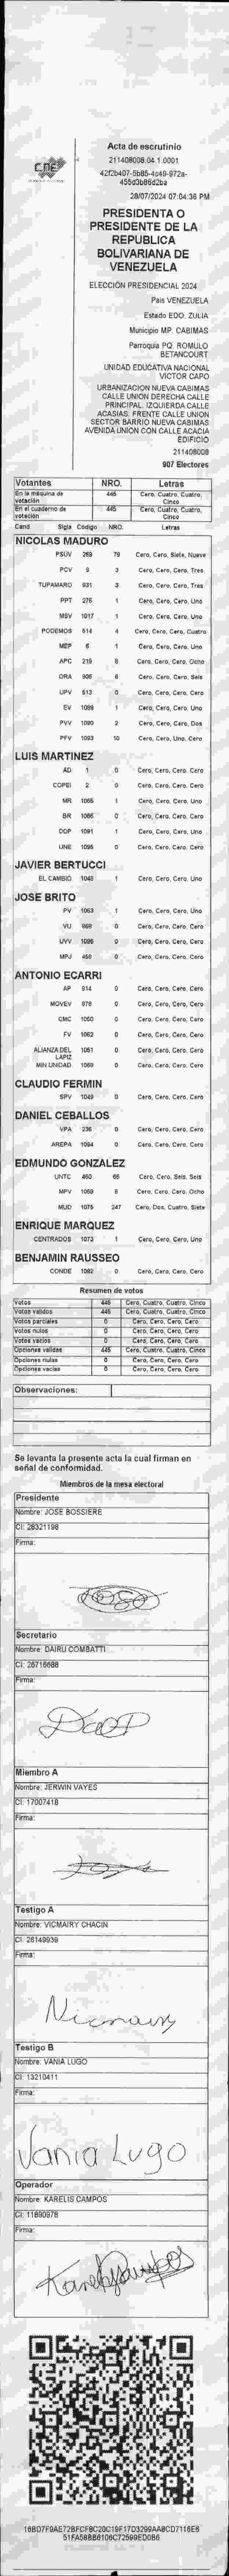 CNE
Acta de escrutinio
211408008.04.1.0001
42f2b407-5b85-4c49-972a-
455d3b86d2ba
28/07/2024 07:04:36 PM
PRESIDENTA O
PRESIDENTE DE LA
REPUBLICA
BOLIVARIANA DE
VENEZUELA
ELECCIÓN PRESIDENCIAL 2024
Pais VENEZUELA
Estado EDO. ZULIA
Municipio MP. CABIMAS
Parroquia PQ. ROMULO
BETANCOURT
UNIDAD EDUCATIVA NACIONAL
VICTOR CAPO
URBANIZACION NUEVA CABIMAS
CALLE UNION DERECHA CALLE
PRINCIPAL. IZQUIERDA CALLE
ACASIAS. FRENTE CALLE UNION
SECTOR BARRIO NUEVA CABIMAS
AVENIDA UNION CON CALLE ACACIA
EDIFICIO
211408008
907 Electores
Votantes NRO. Letras
En la máquina de votación 445 Cero, Cuatro, Cuatro, Cinco
En el cuaderno de votación 445 Cero, Cuatro, Cuatro, Cinco
Cand Sigla Código NRO. Letras
NICOLAS MADURO
PSUV 269 79 Cero, Cero, Siete, Nueve
PCV 9 3 Cero, Cero, Cero, Tres
TUPAMARO 931 3 Cero, Cero, Cero, Tres
PPT 275 1 Cero, Cero, Cero, Uno
MSV 1017 1 Cero, Cero, Cero, Uno
PODEMOS 514 4 Cero, Cero, Cero, Cuatro
MEP 6 1 Cero, Cero, Cero, Uno
APC 219 8 Cero, Cero, Cero, Ocho
ORA 906 6 Cero, Cero, Cero, Seis
UPV 513 0 Cero, Cero, Cero, Cero
EV 1099 1 Cero, Cero, Cero, Uno
PVV 1090 2 Cero, Cero, Cero, Dos
PFV 1093 10 Cero, Cero, Uno, Cero
LUIS MARTINEZ
AD 1 0 Cero, Cero, Cero, Cero
COPEI 2 0 Cero, Cero, Cero, Cero
MR 1065 1 Cero, Cero, Cero, Uno
BR 1086 0 Cero, Cero, Cero, Cero
DDP 1091 1 Cero, Cero, Cero, Uno
UNE 1095 0 Cero, Cero, Cero, Cero
JAVIER BERTUCCI
EL CAMBIO 1048 1 Cero, Cero, Cero, Uno
JOSE BRITO
PV 1053 1 Cero, Cero, Cero, Uno
VU 968 0 Cero, Cero, Cero, Cero
UVV 1096 0 Cero, Cero, Cero, Cero
MPJ 458 0 Cero, Cero, Cero, Cero
ANTONIO ECARRI
AP 914 0 Cero, Cero, Cero, Cero
MOVEV 978 0 Cero, Cero, Cero, Cero
CMC 1050 0 Cero, Cero, Cero, Cero
FV 1062 0 Cero, Cero, Cero, Cero
ALIANZA DEL LAPIZ 1051 0 Cero, Cero, Cero, Cero
MIN UNIDAD 1069 0 Cero, Cero, Cero, Cero
CLAUDIO FERMIN
SPV 1049 0 Cero, Cero, Cero, Cero
DANIEL CEBALLOS
VPA 236 0 Cero, Cero, Cero, Cero
AREPA 1094 0 Cero, Cero, Cero, Cero
EDMUNDO GONZALEZ
UNTC 460 66 Cero, Cero, Seis, Seis
MPV 1059 8 Cero, Cero, Cero, Ocho
MUD 1075 247 Cero, Dos, Cuatro, Siete
ENRIQUE MARQUEZ
CENTRADOS 1073 1 Cero, Cero, Cero, Uno
BENJAMIN RAUSSEO
CONDE 1082 0 Cero, Cero, Cero, Cero
Resumen de votos
Votos 445 Cero, Cuatro, Cuatro, Cinco
Votos validos 445 Cero, Cuatro, Cuatro, Cinco
Votos parciales 0 Cero, Cero, Cero, Cero
Votos nulos 0 Cero, Cero, Cero, Cero
Votos vacios 0 Cero, Cero, Cero, Cero
Opciones validas 445 Cero, Cuatro, Cuatro, Cinco
Opciones nulas 0 Cero, Cero, Cero, Cero
Opciones vacias 0 Cero, Cero, Cero, Cero
Observaciones:
Se levanta la presente acta la cual firman en
señal de conformidad.
Miembros de la mesa electoral
Presidente
Nombre: JOSE BOSSIERE
CI: 26321198
Firma:
Secretario
Nombre: DAIRU COMBATTI
CI: 26716688
Firma:
Miembro A
Nombre: JERWIN VAYES
CI: 17007418
Firma:
Testigo A
Nombre: VICMAIRY CHACIN
CI: 26149939
Firma:
Testigo B
Nombre: VANIA LUGO
CI: 13210411
Firma:
Vania Lugo
Operador
Nombre: KARELIS CAMPOS
CI: 11890978
Firma: